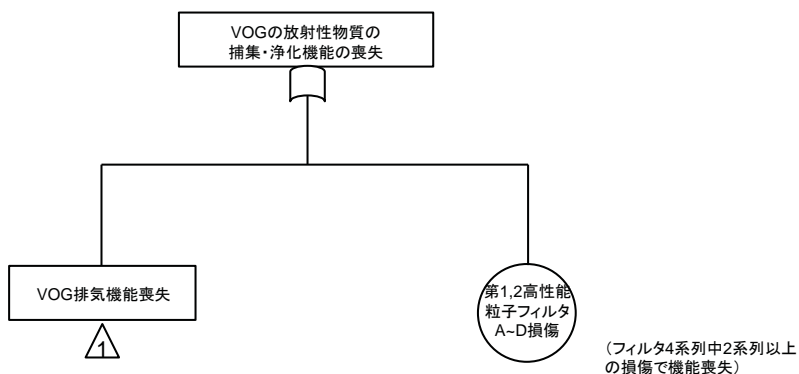 VOGの放射性物質の
捕集・浄化機能の喪失
VOG排気機能喪失
1
第1,2高性能
粒子フィルタ
A~D損傷
（フィルタ4系列中2系列以上
の損傷で機能喪失）